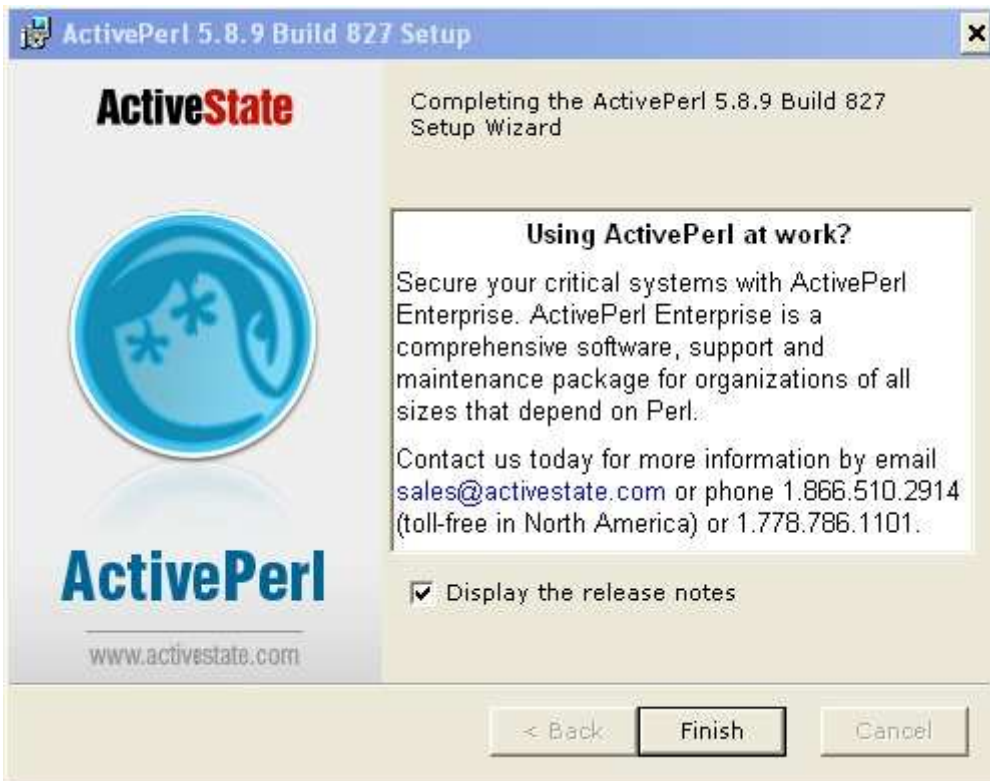 ActivePerl 5.8.9 Build 827 Setup
ActiveState
Completing the ActivePerl 5.8.9 Build 827
Setup Wizard
Using ActivePerl at work?
Secure your critical systems with ActivePerl
Enterprise. ActivePerl Enterprise is a
comprehensive software, support and
maintenance package for organizations of all
sizes that depend on Perl.
Contact us today for more information by email
sales@activestate.com or phone 1.866.510.2914
(toll-free in North America) or 1.778.786.1101.
ActivePerl
www.activestate.com
Display the release notes
< Back
Finish
Cancel